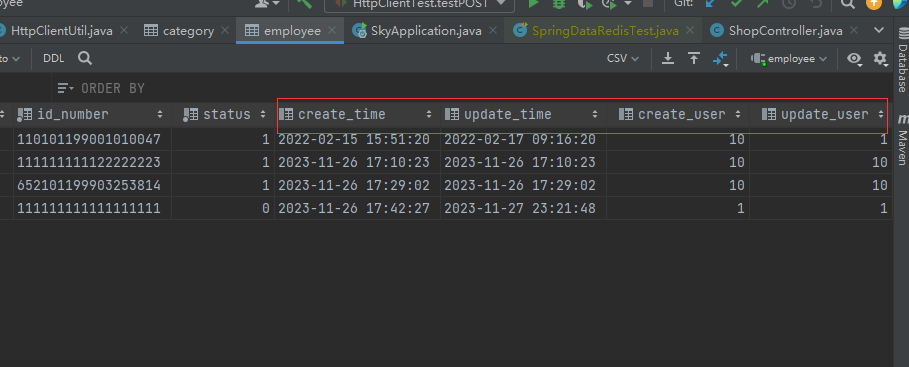 ployee
HttpClientTest.testPOST
Git:
HttpClientUtil.java
category
employee
SkyApplication.java
SpringDataRedisTest.java
ShopController.java
to
DDL
CSV
employee
ORDER BY
id_number status create_time update_time create_user update_user
110101199001010047 1 2022-02-15 15:51:20 2022-02-17 09:16:20 10 1
111111111122222223 1 2023-11-26 17:10:23 2023-11-26 17:10:23 10 10
652101199903253814 1 2023-11-26 17:29:02 2023-11-26 17:29:02 10 10
111111111111111111 0 2023-11-26 17:42:27 2023-11-27 23:21:48 1 1
Database
Maven